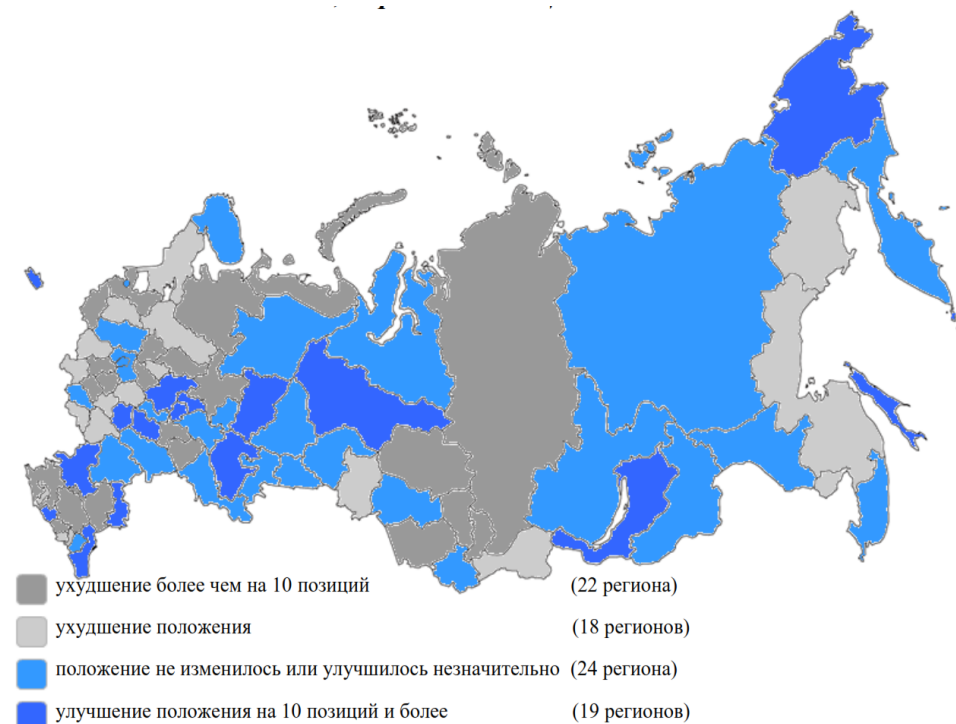 ухудшение более чем на 10 позиций (22 региона)
ухудшение положения (18 регионов)
положение не изменилось или улучшилось незначительно (24 региона)
улучшение положения на 10 позиций и более (19 регионов)